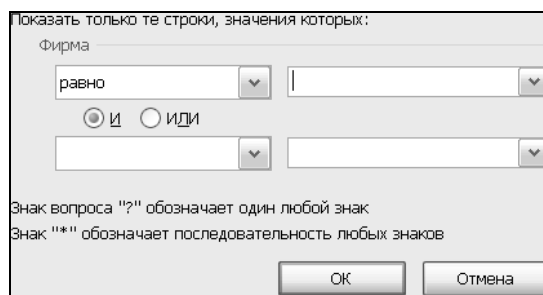 Показать только те строки, значения которых:
Фирма
равно
И ИЛИ
Знак вопроса "?" обозначает один любой знак
Знак "*" обозначает последовательность любых знаков
ОК Отмена